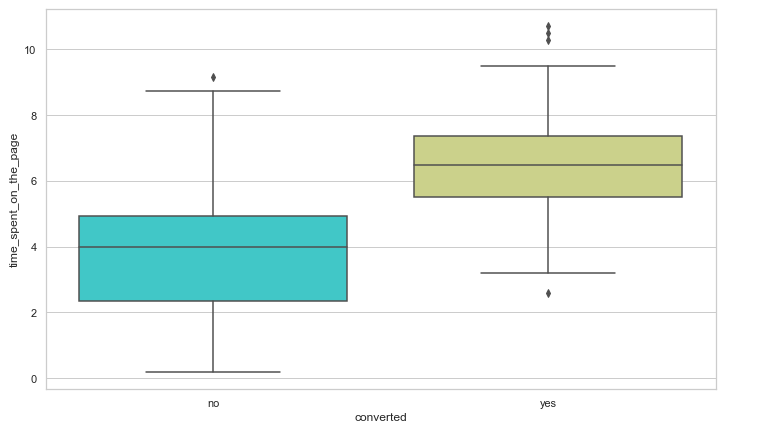 time_spent_on_the_page
10
8
6
4
2
0
no
yes
converted